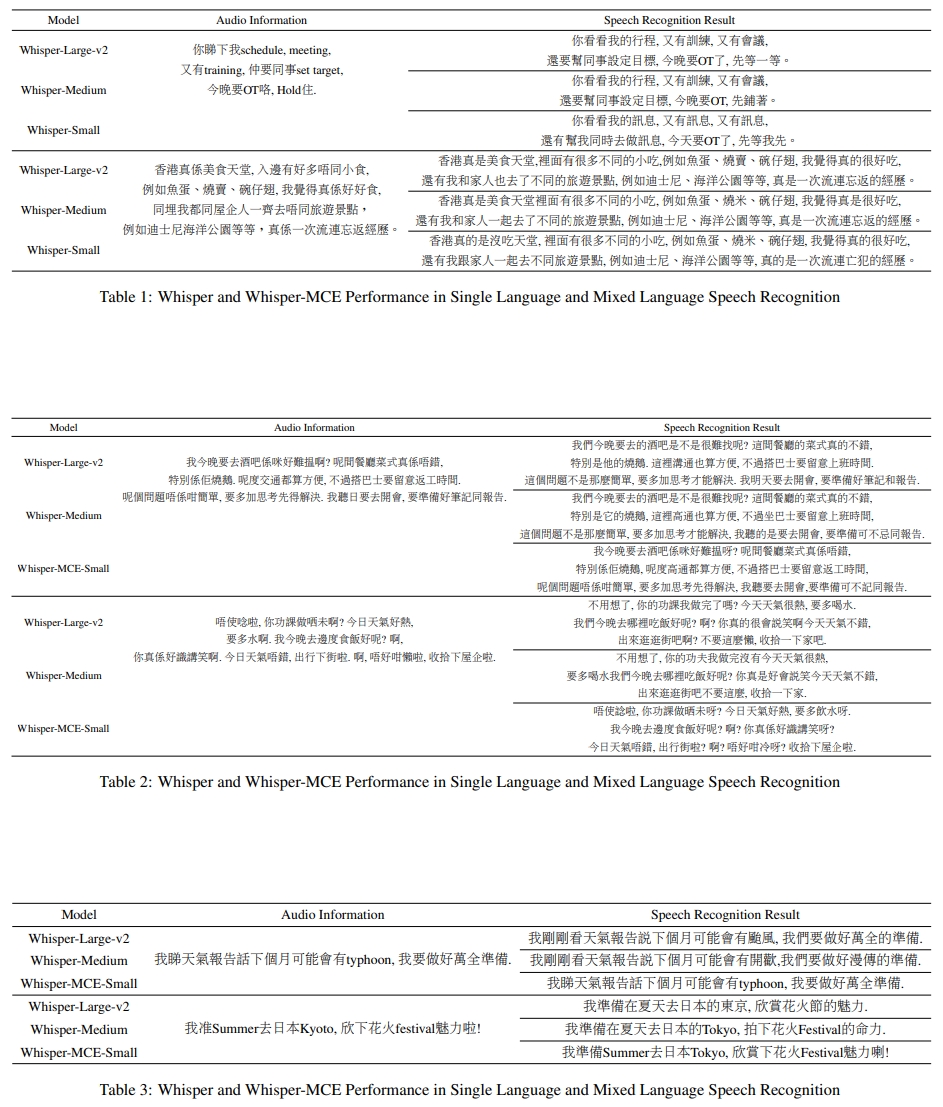 Model Audio Information Speech Recognition Result
Whisper-Large-v2
Whisper-Medium
Whisper-Small
你睇下我schedule, meeting,
又有training, 仲要同事set target,
今晚要OT咯, Hold住.
你看看我的行程, 又有訓練, 又有會議,
還要幫同事設定目標, 今晚要OT了, 先等一等。
你看看我的行程, 又有訓練, 又有會議,
還要幫同事設定目標, 今晚要OT, 先鋪著。
你看看我的訊息, 又有訊息, 又有訊息,
還有幫我同時去做訊息, 今天要OT了, 先等我先。
Whisper-Large-v2
Whisper-Medium
Whisper-Small
香港真係美食天堂, 入邊有好多唔同小食,
例如魚蛋、燒賣、碗仔翅, 我覺得真係好好食,
同埋我都同屋企人一齊去唔同旅遊景點，
例如迪士尼海洋公園等等，真係一次流連忘返經歷。
香港真是美食天堂,裡面有很多不同的小吃,例如魚蛋、燒賣、碗仔翅, 我覺得真的很好吃,
還有我和家人也去了不同的旅遊景點, 例如迪士尼、海洋公園等等, 真是一次流連忘返的經歷。
香港真是美食天堂裡面有很多不同的小吃, 例如魚蛋、燒米、碗仔翅, 我覺得真是很好吃,
還有我和家人一起去了不同的旅遊景點, 例如迪士尼、海洋公園等等, 真是一次流連忘返的經歷。
香港真的是沒吃天堂, 裡面有很多不同的小吃, 例如魚蛋、燒米、碗仔翅, 我覺得真的很好吃,
還有我跟家人一起去不同旅遊景點, 例如迪士尼、海洋公園等等, 真的是一次流連亡犯的經歷。
Table 1: Whisper and Whisper-MCE Performance in Single Language and Mixed Language Speech Recognition
Model Audio Information Speech Recognition Result
Whisper-Large-v2
Whisper-Medium
Whisper-MCE-Small
我今晚要去酒吧係咪好難搵啊? 呢間餐廳菜式真係唔錯,
特別係佢燒鵝. 呢度交通都算方便, 不過搭巴士要留意返工時間.
呢個問題唔係咁簡單, 要多加思考先得解決. 我聽日要去開會, 要準備好筆記同報告.
我們今晚要去的酒吧是不是很難找呢? 這間餐廳的菜式真的不錯,
特別是他的燒鵝. 這裡溝通也算方便, 不過搭巴士要留意上班時間.
這個問題不是那麼簡單, 要多加思考才能解決. 我明天要去開會, 要準備好筆記和報告.
我們今晚要去的酒吧是不是很難找呢? 這間餐廳的菜式真的不錯,
特別是它的燒鵝, 這裡高通也算方便, 不過坐巴士要留意上班時間,
這個問題不是那麼簡單, 要多加思考才能解決, 我聽的是要去開會, 要準備可不忌同報告.
我今晚要去酒吧係咪好難搵呀? 呢間餐廳菜式真係唔錯,
特別係佢燒鵝, 呢度高通都算方便, 不過搭巴士要留意返工時間,
呢個問題唔係咁簡單, 要多加思考先得解決, 我聽要去開會,要準備可不記同報告.
Whisper-Large-v2
Whisper-Medium
Whisper-MCE-Small
唔使唸啦, 你功課做晒未啊? 今日天氣好熱,
要多水啊. 我今晚去邊度食飯好呢? 啊,
你真係好識講笑啊. 今日天氣唔錯, 出行下街啦. 啊, 唔好咁懶啦, 收拾下屋企啦.
不用想了, 你的功課我做完了嗎? 今天天氣很熱, 要多喝水.
我們今晚去哪裡吃飯好呢? 啊? 你真的很會説笑啊今天天氣不錯,
出來逛逛街吧啊? 不要這麼懶, 收拾一下家吧.
不用想了, 你的功夫我做完沒有今天天氣很熱,
要多喝水我們今晚去哪裡吃飯好呢? 你真是好會説笑今天天氣不錯,
出來逛逛街吧不要這麼, 收拾一下家.
唔使諗啦, 你功課做晒未呀? 今日天氣好熱, 要多飲水呀.
我今晚去邊度食飯好呢? 啊? 你真係好識講笑呀?
今日天氣唔錯, 出行街啦? 啊? 唔好咁冷呀? 收拾下屋企啦.
Table 2: Whisper and Whisper-MCE Performance in Single Language and Mixed Language Speech Recognition
Model Audio Information Speech Recognition Result
Whisper-Large-v2
Whisper-Medium
Whisper-MCE-Small
我睇天氣報告話下個月可能會有typhoon, 我要做好萬全準備.
我剛剛看天氣報告説下個月可能會有颱風, 我們要做好萬全的準備.
我剛剛看天氣報告説下個月可能會有開歡,我們要做好漫傳的準備.
我睇天氣報告話下個月可能會有typhoon, 我要做好萬全準備.
Whisper-Large-v2
Whisper-Medium
Whisper-MCE-Small
我准Summer去日本Kyoto, 欣下花火festival魅力啦!
我準備在夏天去日本的東京, 欣賞花火節的魅力.
我準備在夏天去日本的Tokyo, 拍下花火Festival的命力.
我準備Summer去日本Tokyo, 欣賞下花火Festival魅力喇!
Table 3: Whisper and Whisper-MCE Performance in Single Language and Mixed Language Speech Recognition